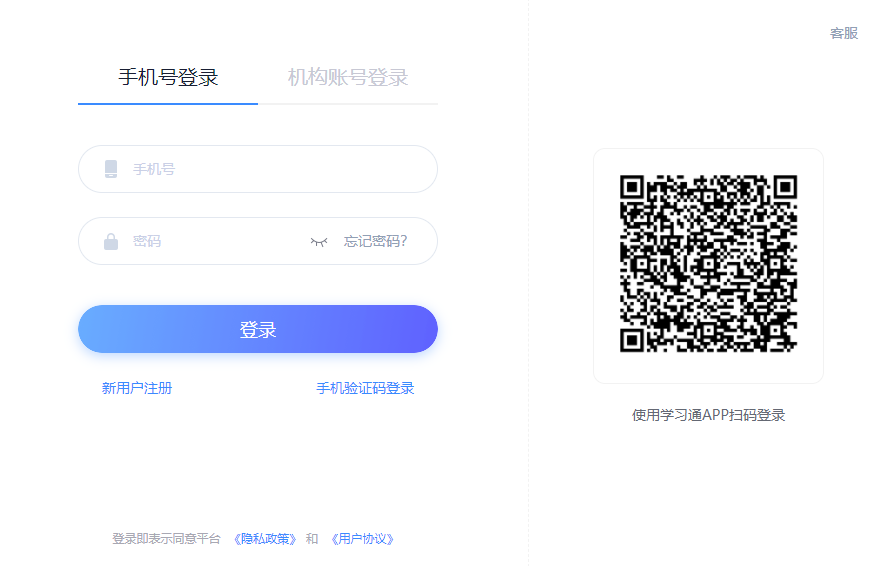 客服
手机号登录 机构账号登录
手机号
密码 忘记密码?
登录
新用户注册 手机验证码登录
使用学习通APP扫码登录
登录即表示同意平台 《隐私政策》 和 《用户协议》